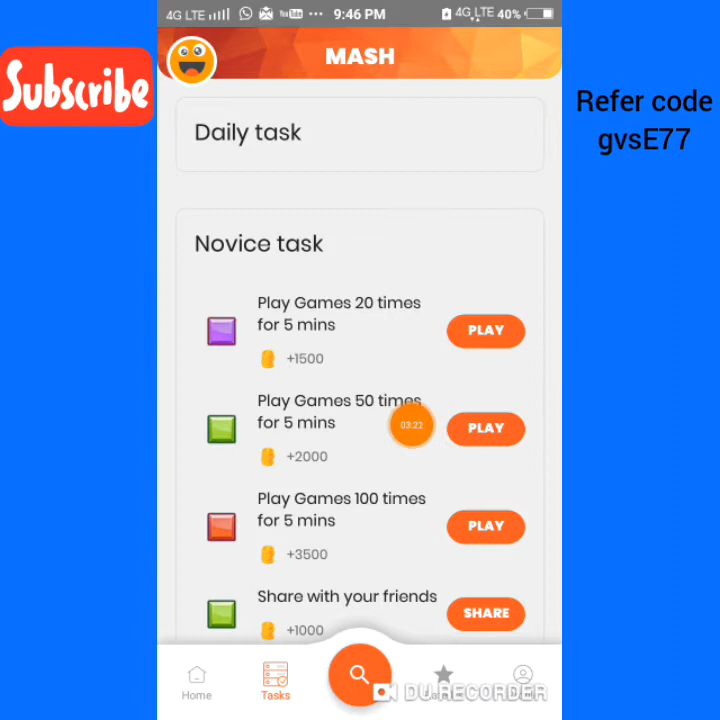 4G LTE
YouTube
9:46 PM
4G LTE 40%
Subscribe
MASH
Refer code
gvsE77
Daily task
Novice task
Play Games 20 times
for 5 mins
PLAY
+1500
Play Games 50 times
for 5 mins
03:22
PLAY
+2000
Play Games 100 times
for 5 mins
PLAY
+3500
Share with your friends
SHARE
+1000
Home
Tasks
DU RECORDER